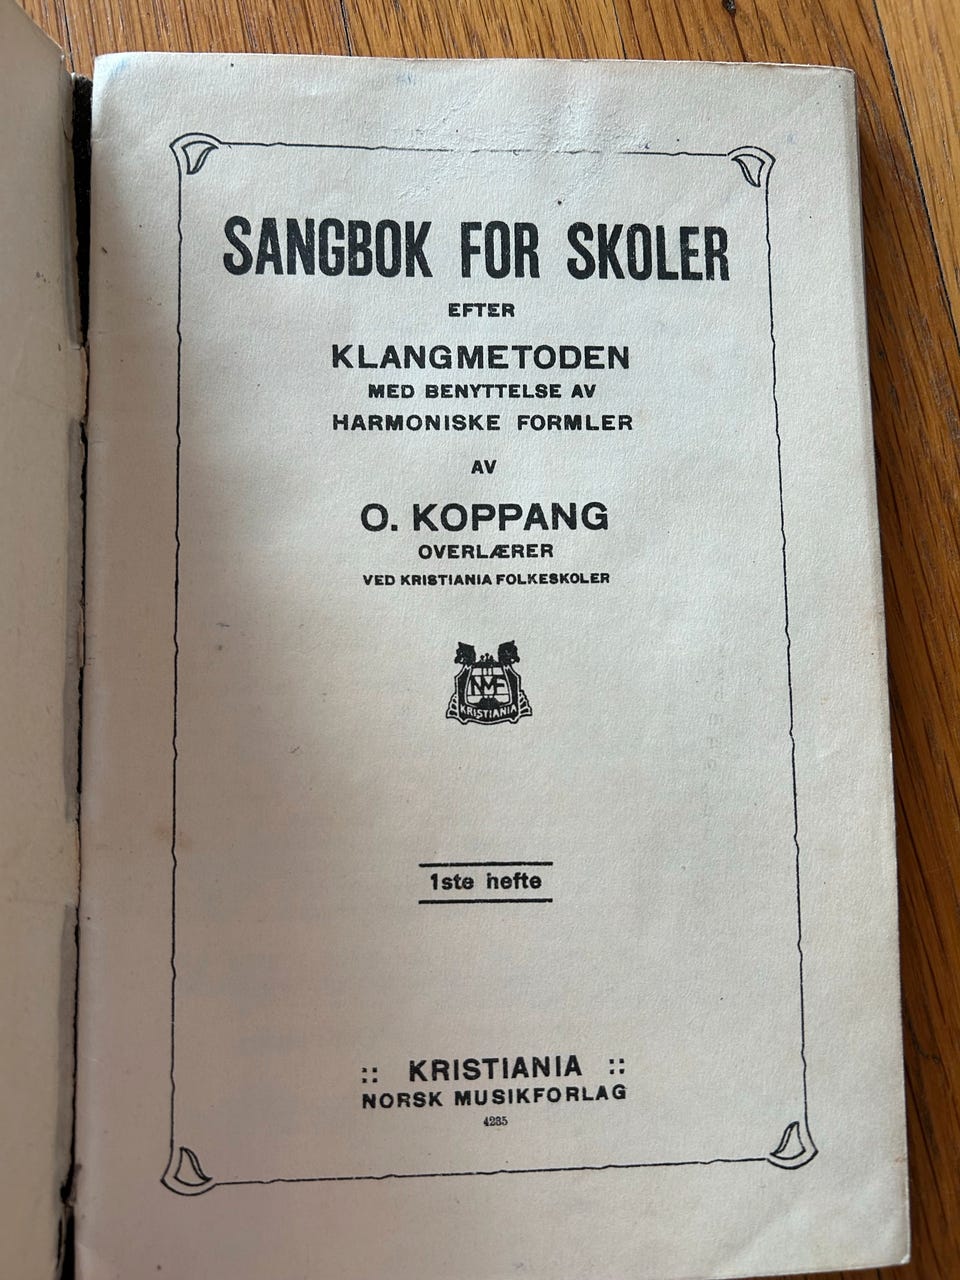 SANGBOK FOR SKOLER
EFTER
KLANGMETODEN
MED BENYTTELSE AV
HARMONISKE FORMLER
AV
O. KOPPANG
OVERLÆRER
VED KRISTIANIA FOLKESKOLER
NMF
KRISTIANIA
1ste hefte
:: KRISTIANIA ::
NORSK MUSIKFORLAG
4235